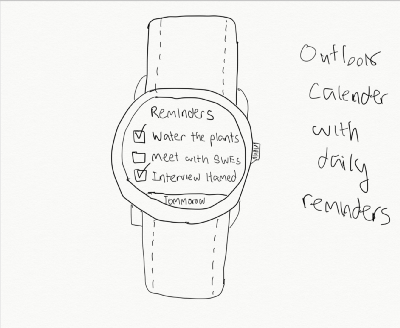 Reminders
Water the plants
Meet with SWEs
Interview Hamed
Tommorow
Outlook
Calender
with
daily
reminders